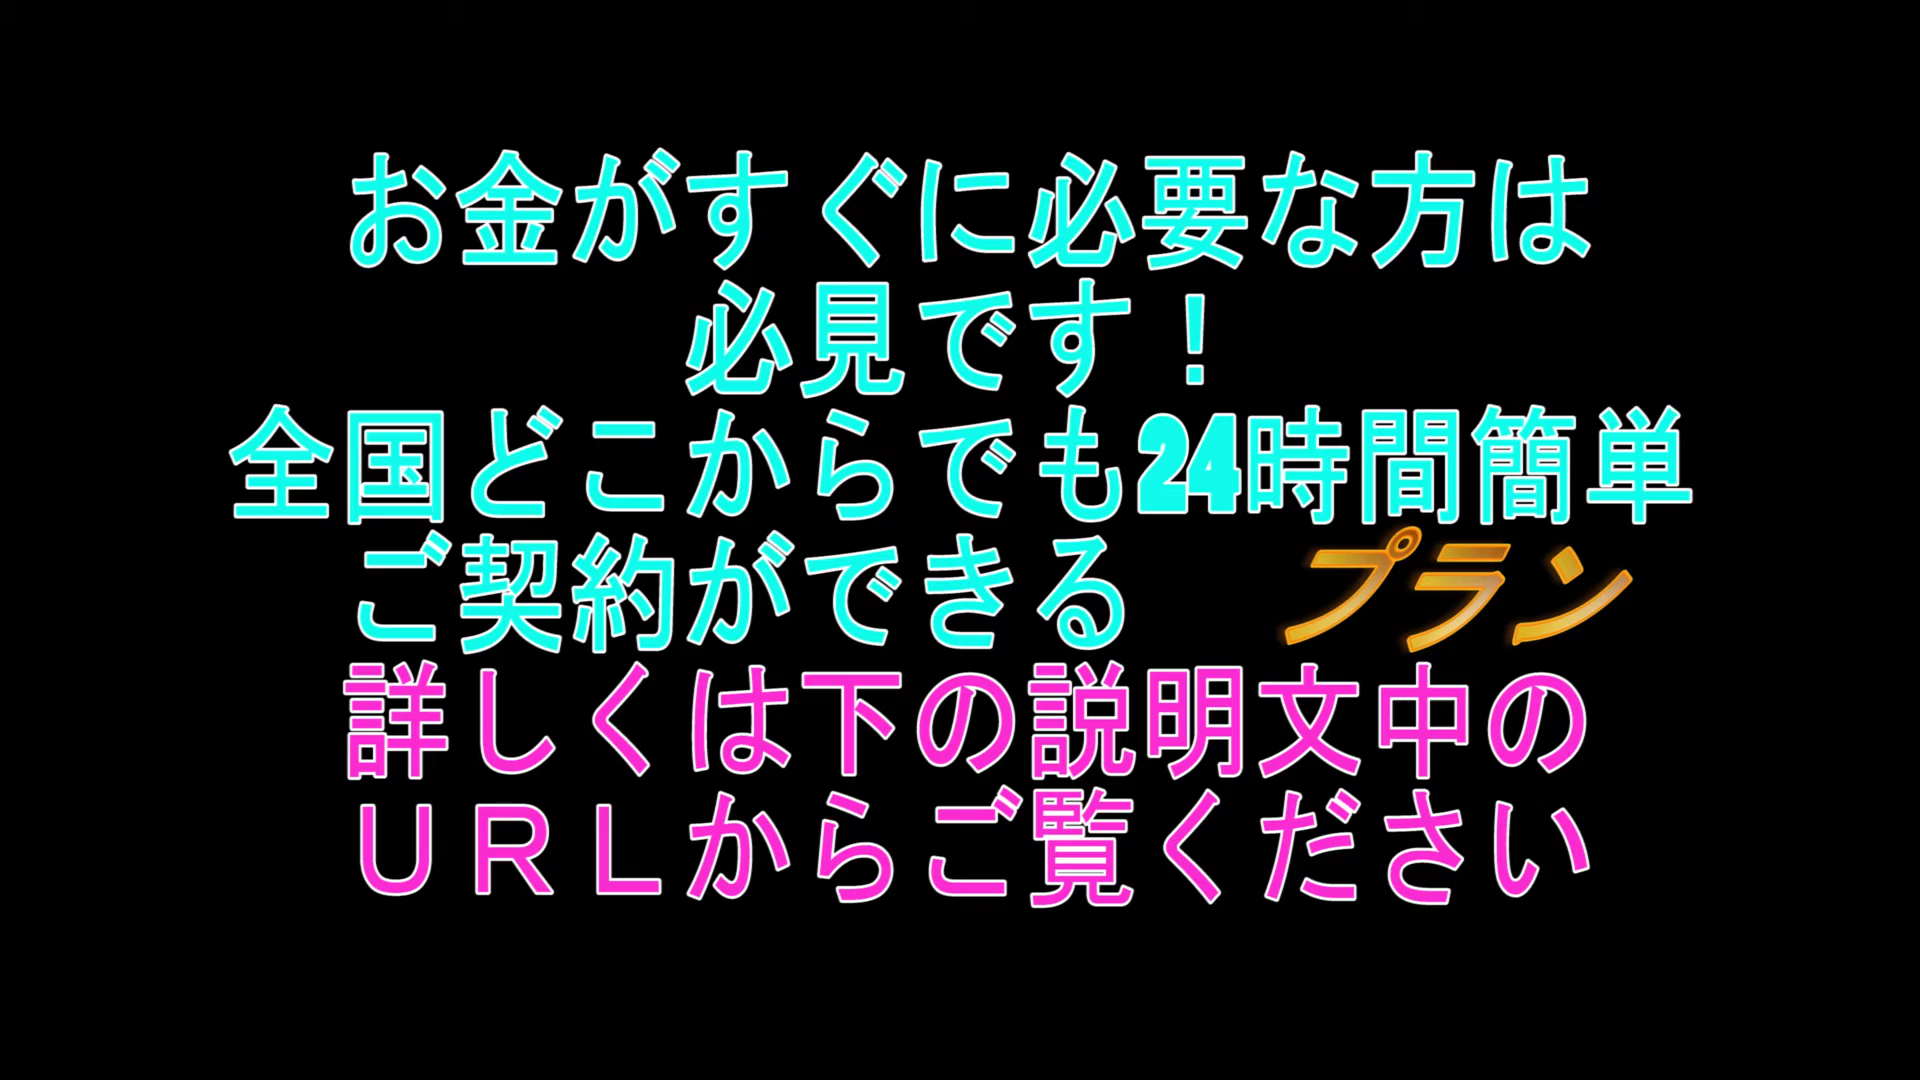 お金がすぐに必要な方は
必見です！
全国どこからでも24時間簡単
ご契約ができる　プラン
詳しくは下の説明文中の
ＵＲＬからご覧ください